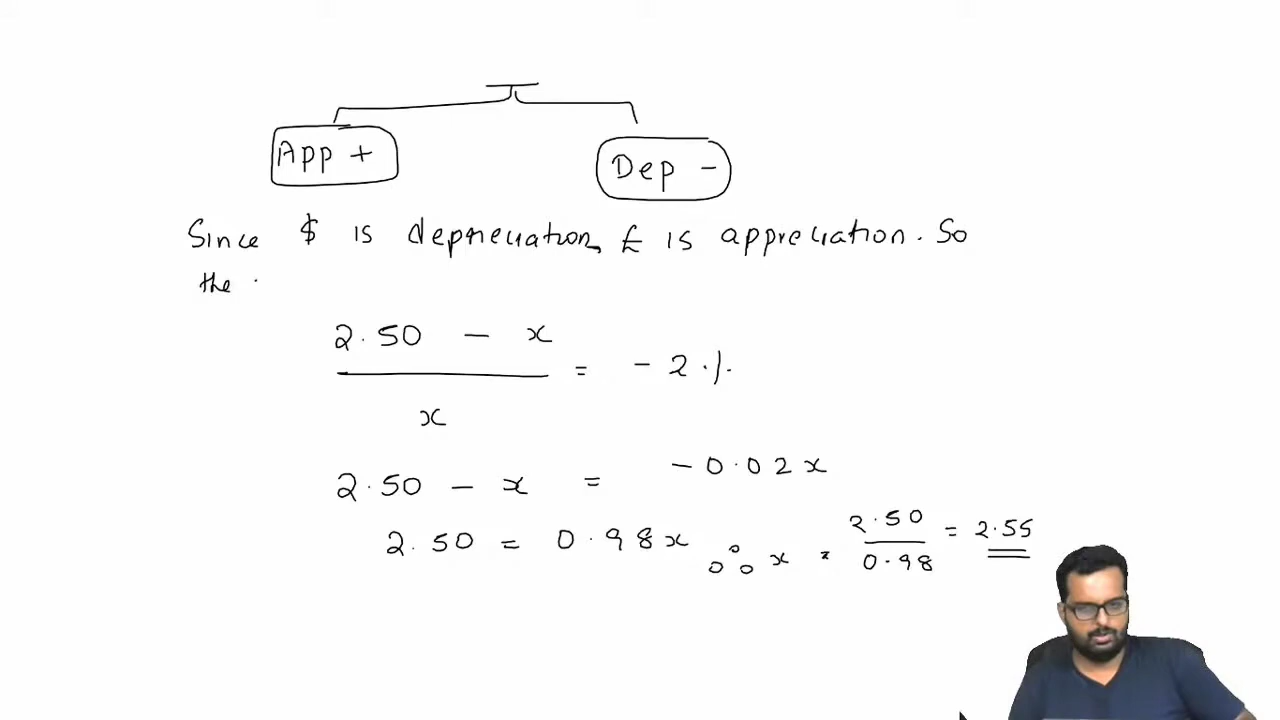 App +
Dep -
Since $ is depreciation, £ is appreciation. So
the
2.50 - x
= - 2 %
x
2.50 - x = - 0.02 x
2.50 = 0.98x ∴ x = 2.50 / 0.98 = 2.55